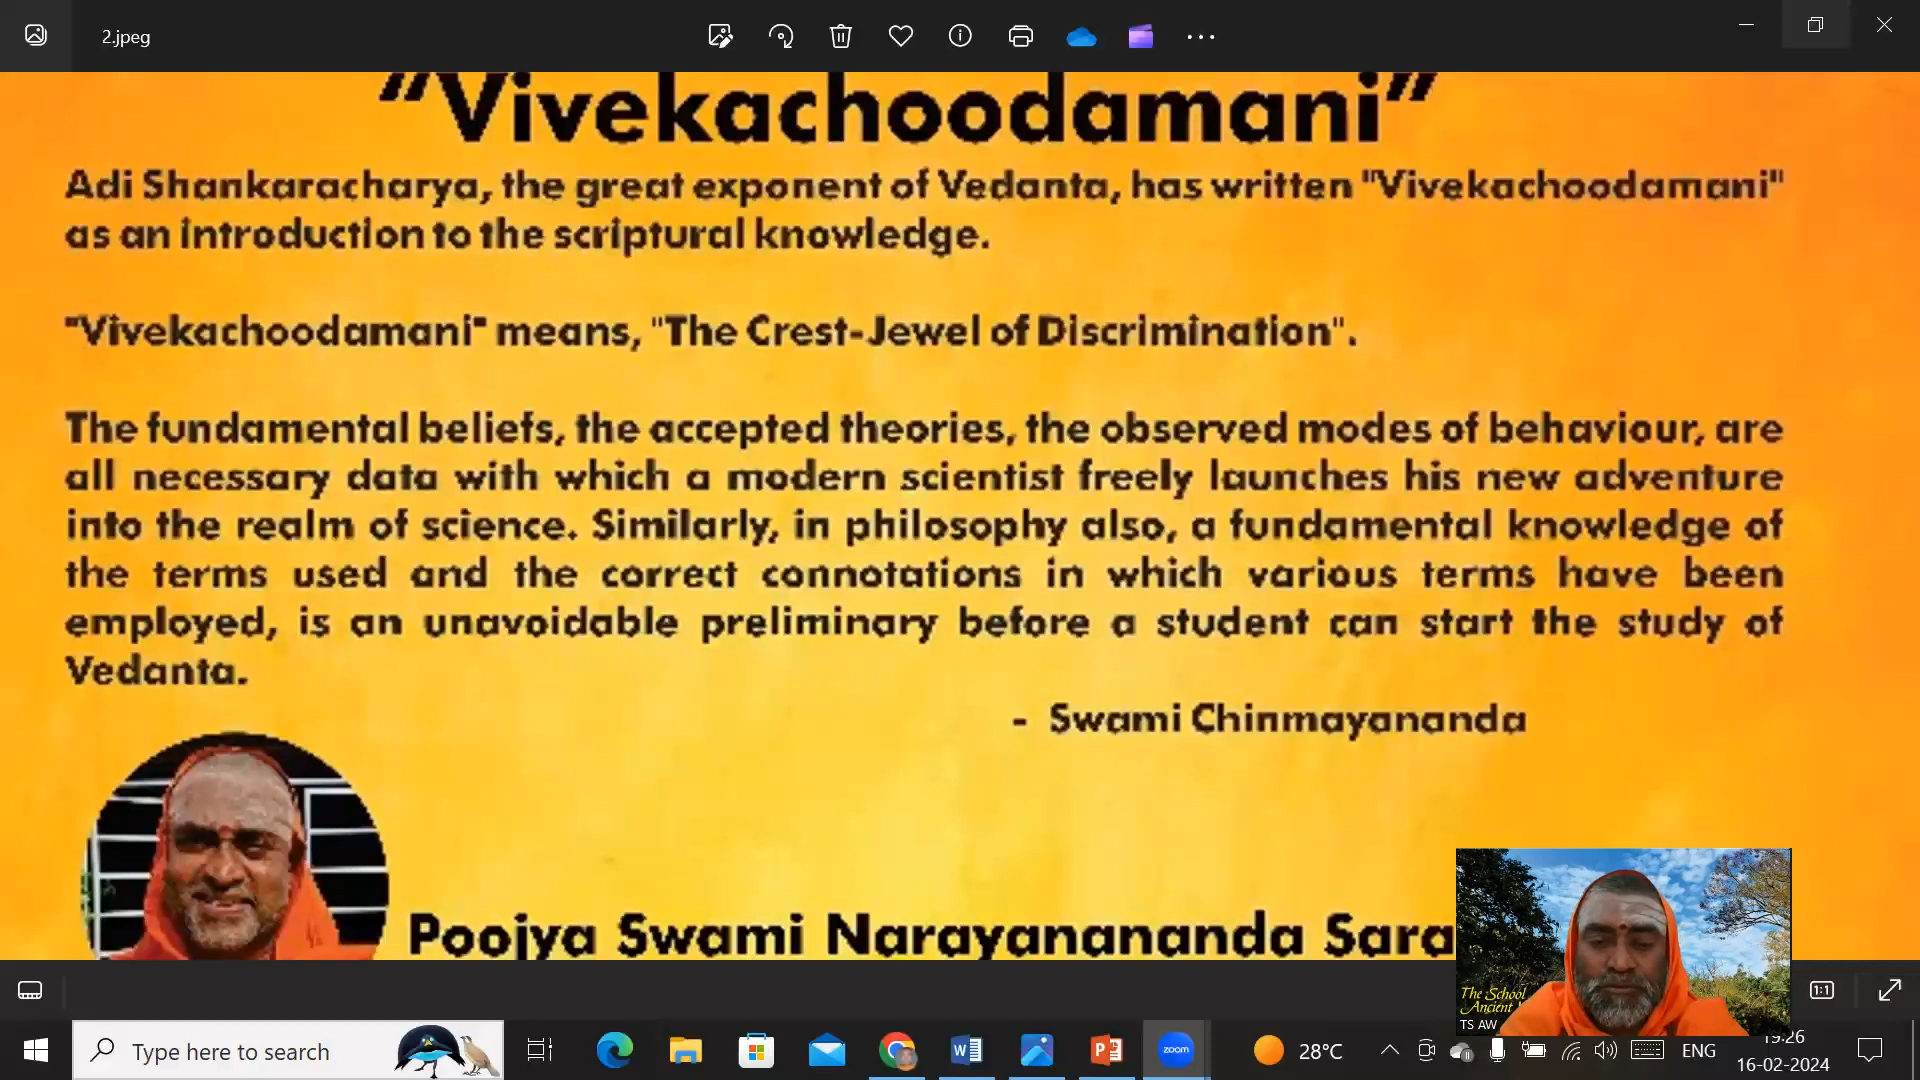 2.jpeg
“Vivekachoodamani”
Adi Shankaracharya, the great exponent of Vedanta, has written "Vivekachoodamani"
as an introduction to the scriptural knowledge.
"Vivekachoodamani" means, "The Crest-Jewel of Discrimination".
The fundamental beliefs, the accepted theories, the observed modes of behaviour, are
all necessary data with which a modern scientist freely launches his new adventure
into the realm of science. Similarly, in philosophy also, a fundamental knowledge of
the terms used and the correct connotations in which various terms have been
employed, is an unavoidable preliminary before a student can start the study of
Vedanta.
- Swami Chinmayananda
Poojya Swami Narayanananda Sara
The School
Ancient
TS AW
1:1
Type here to search
zoom
28°C
ENG
19:26
16-02-2024